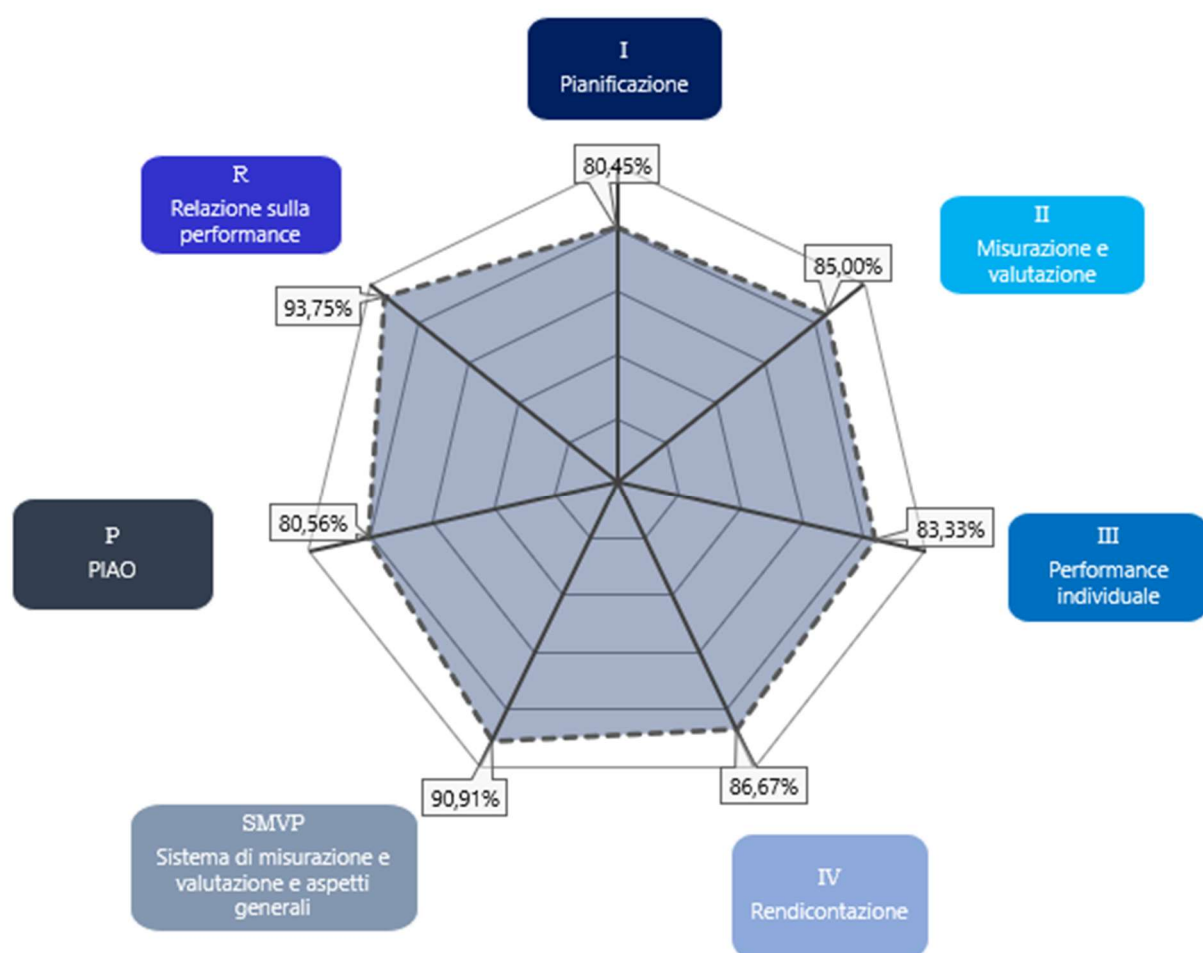 I
Pianificazione
80,45%
R
Relazione sulla
performance
II
Misurazione e
valutazione
85,00%
93,75%
P
PIAO
80,56%
83,33%
III
Performance
individuale
90,91%
86,67%
SMVP
Sistema di misurazione e
valutazione e aspetti
generali
IV
Rendicontazione